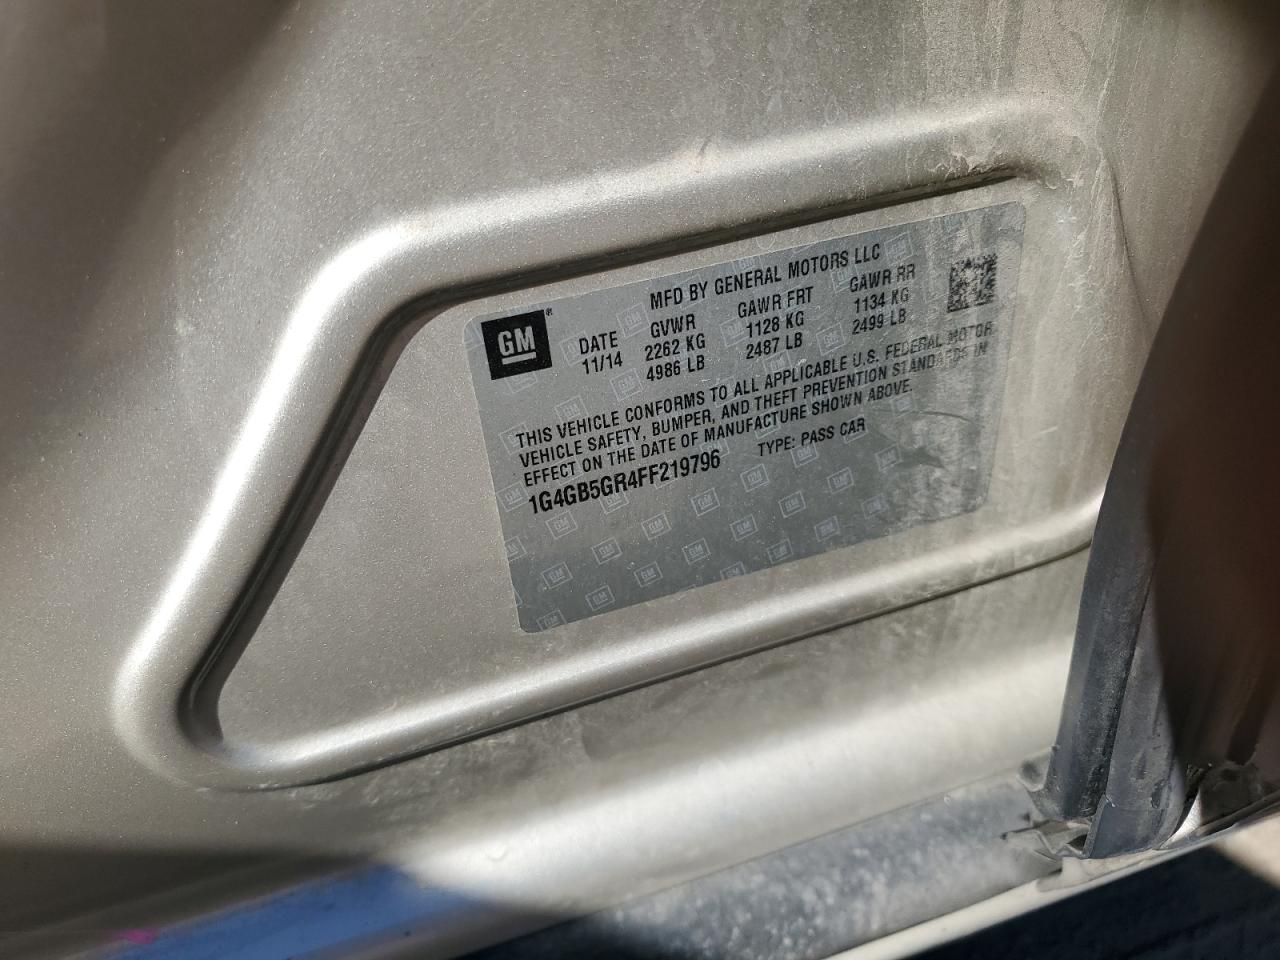 MFD BY GENERAL MOTORS LLC
GM®
DATE GVWR GAWR FRT GAWR RR
11/14 2262 KG 1128 KG 1134 KG
4986 LB 2487 LB 2499 LB
THIS VEHICLE CONFORMS TO ALL APPLICABLE U.S. FEDERAL MOTOR
VEHICLE SAFETY, BUMPER, AND THEFT PREVENTION STANDARDS IN
EFFECT ON THE DATE OF MANUFACTURE SHOWN ABOVE.
1G4GB5GR4FF219796 TYPE: PASS CAR